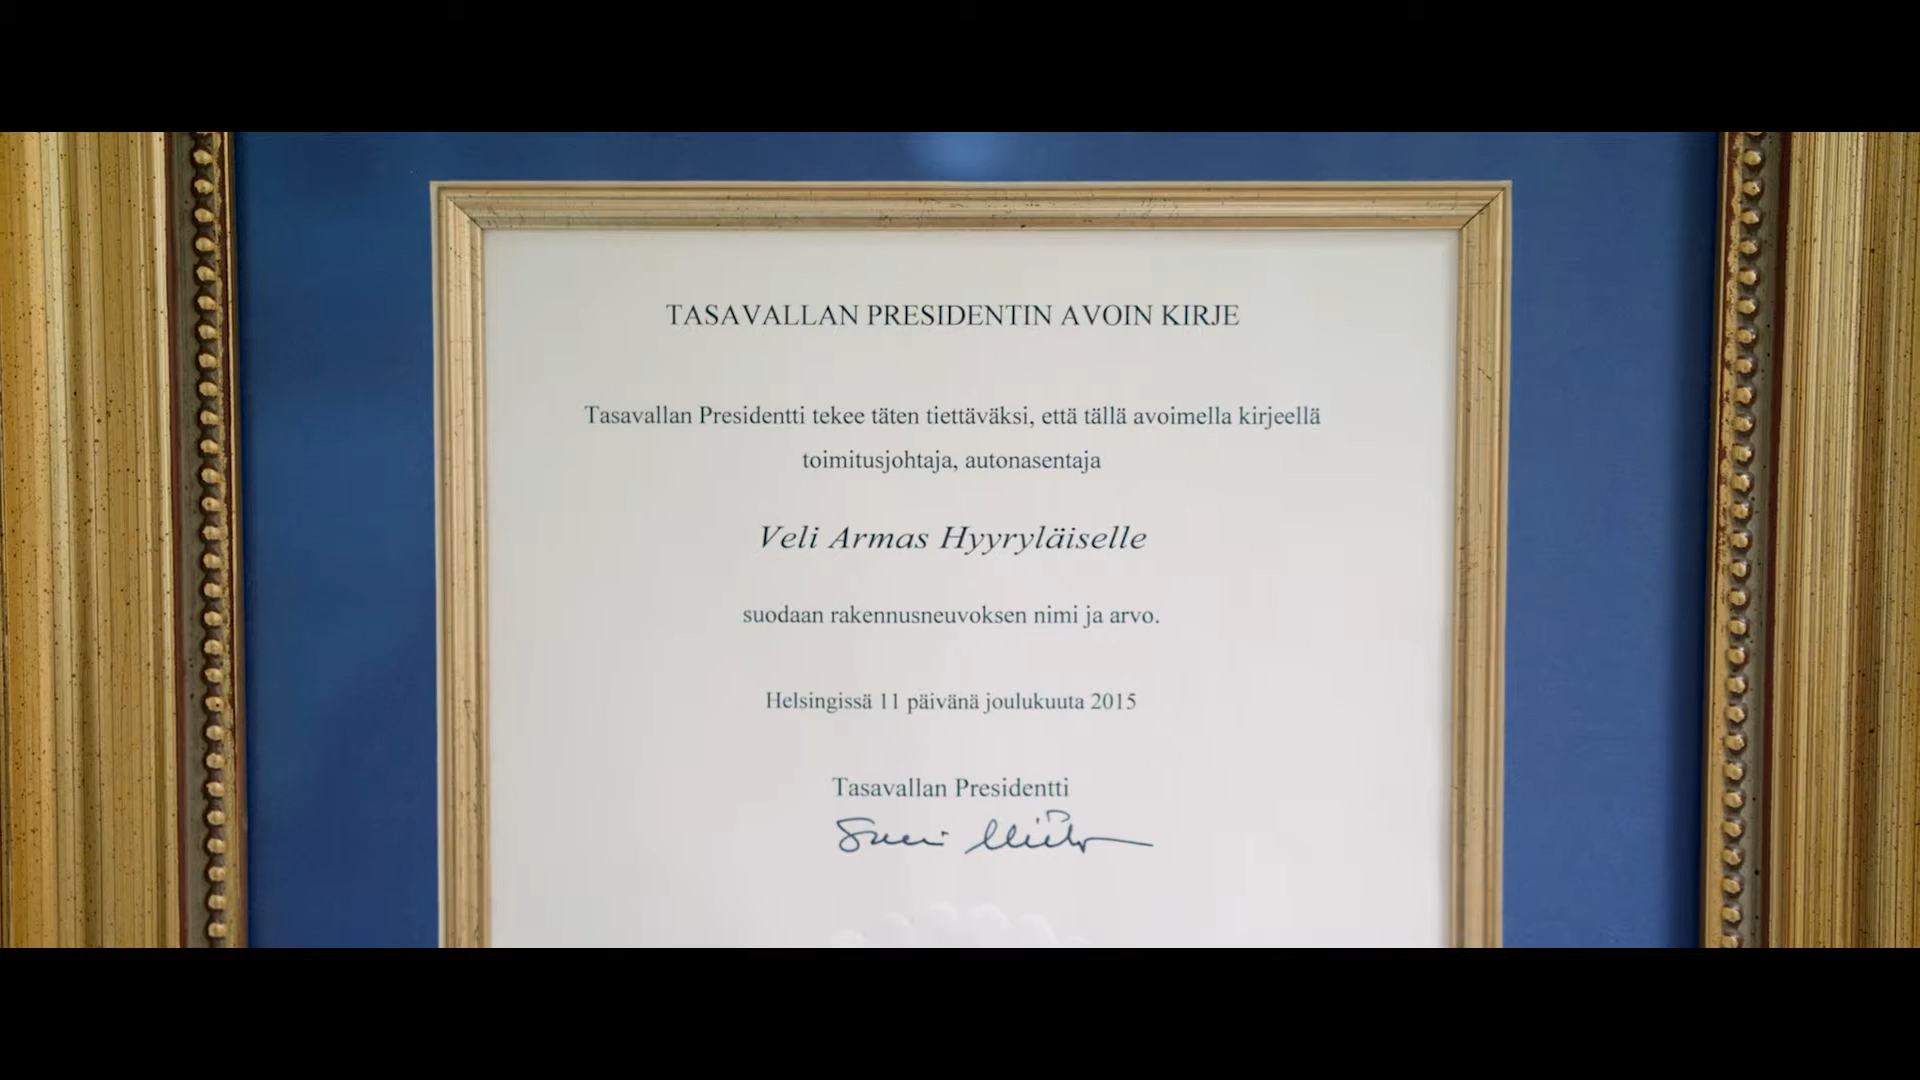 TASAVALLAN PRESIDENTIN AVOIN KIRJE
Tasavallan Presidentti tekee täten tiettäväksi, että tällä avoimella kirjeellä
toimitusjohtaja, autonasentaja
Veli Armas Hyyryläiselle
suodaan rakennusneuvoksen nimi ja arvo.
Helsingissä 11 päivänä joulukuuta 2015
Tasavallan Presidentti